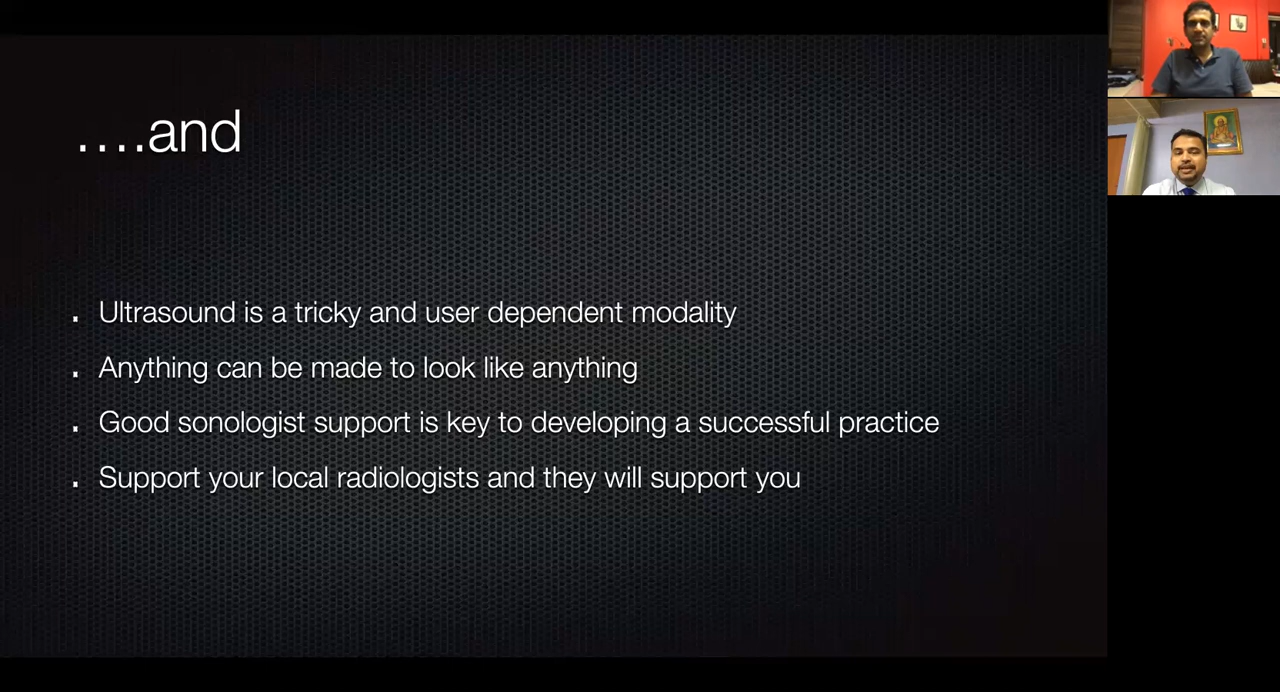 ….and
. Ultrasound is a tricky and user dependent modality
. Anything can be made to look like anything
. Good sonologist support is key to developing a successful practice
. Support your local radiologists and they will support you